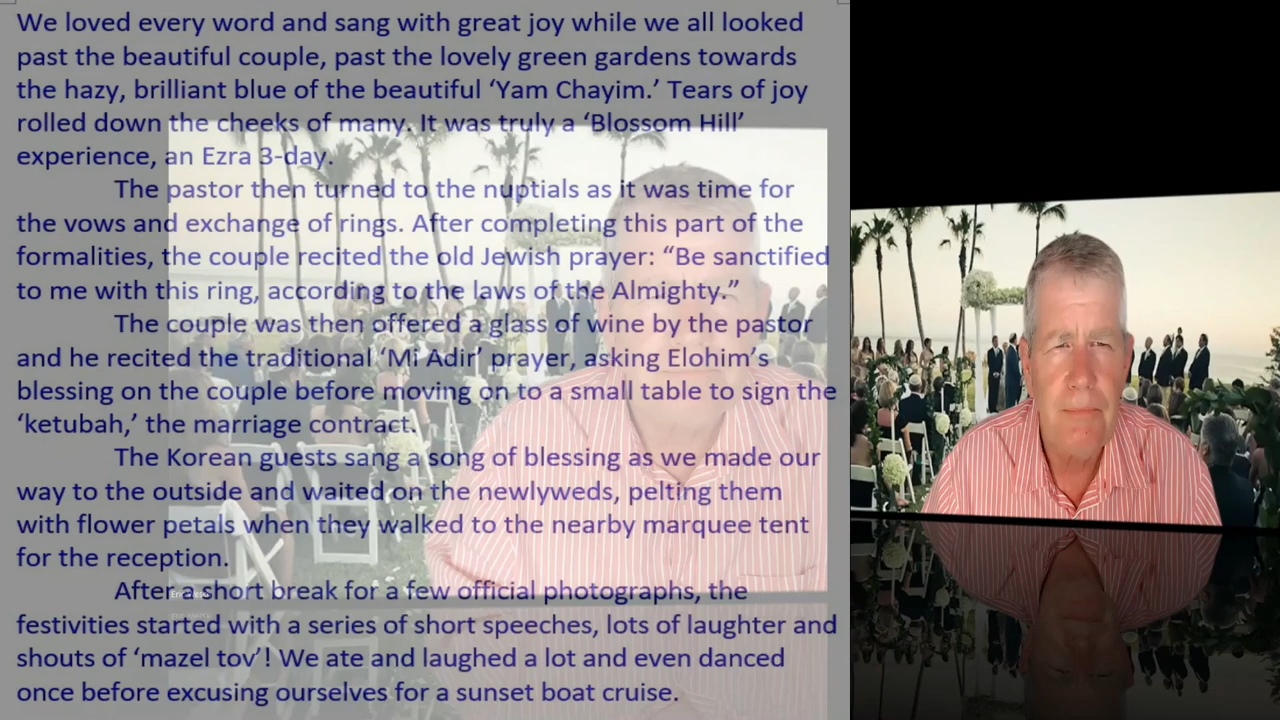 We loved every word and sang with great joy while we all looked
past the beautiful couple, past the lovely green gardens towards
the hazy, brilliant blue of the beautiful ‘Yam Chayim.’ Tears of joy
rolled down the cheeks of many. It was truly a ‘Blossom Hill’
experience, an Ezra 3-day.
The pastor then turned to the nuptials as it was time for
the vows and exchange of rings. After completing this part of the
formalities, the couple recited the old Jewish prayer: “Be sanctified
to me with this ring, according to the laws of the Almighty.”
The couple was then offered a glass of wine by the pastor
and he recited the traditional ‘Mi Adir’ prayer, asking Elohim’s
blessing on the couple before moving on to a small table to sign the
‘ketubah,’ the marriage contract.
The Korean guests sang a song of blessing as we made our
way to the outside and waited on the newlyweds, pelting them
with flower petals when they walked to the nearby marquee tent
for the reception.
After a short break for a few official photographs, the
festivities started with a series of short speeches, lots of laughter and
shouts of ‘mazel tov’! We ate and laughed a lot and even danced
once before excusing ourselves for a sunset boat cruise.